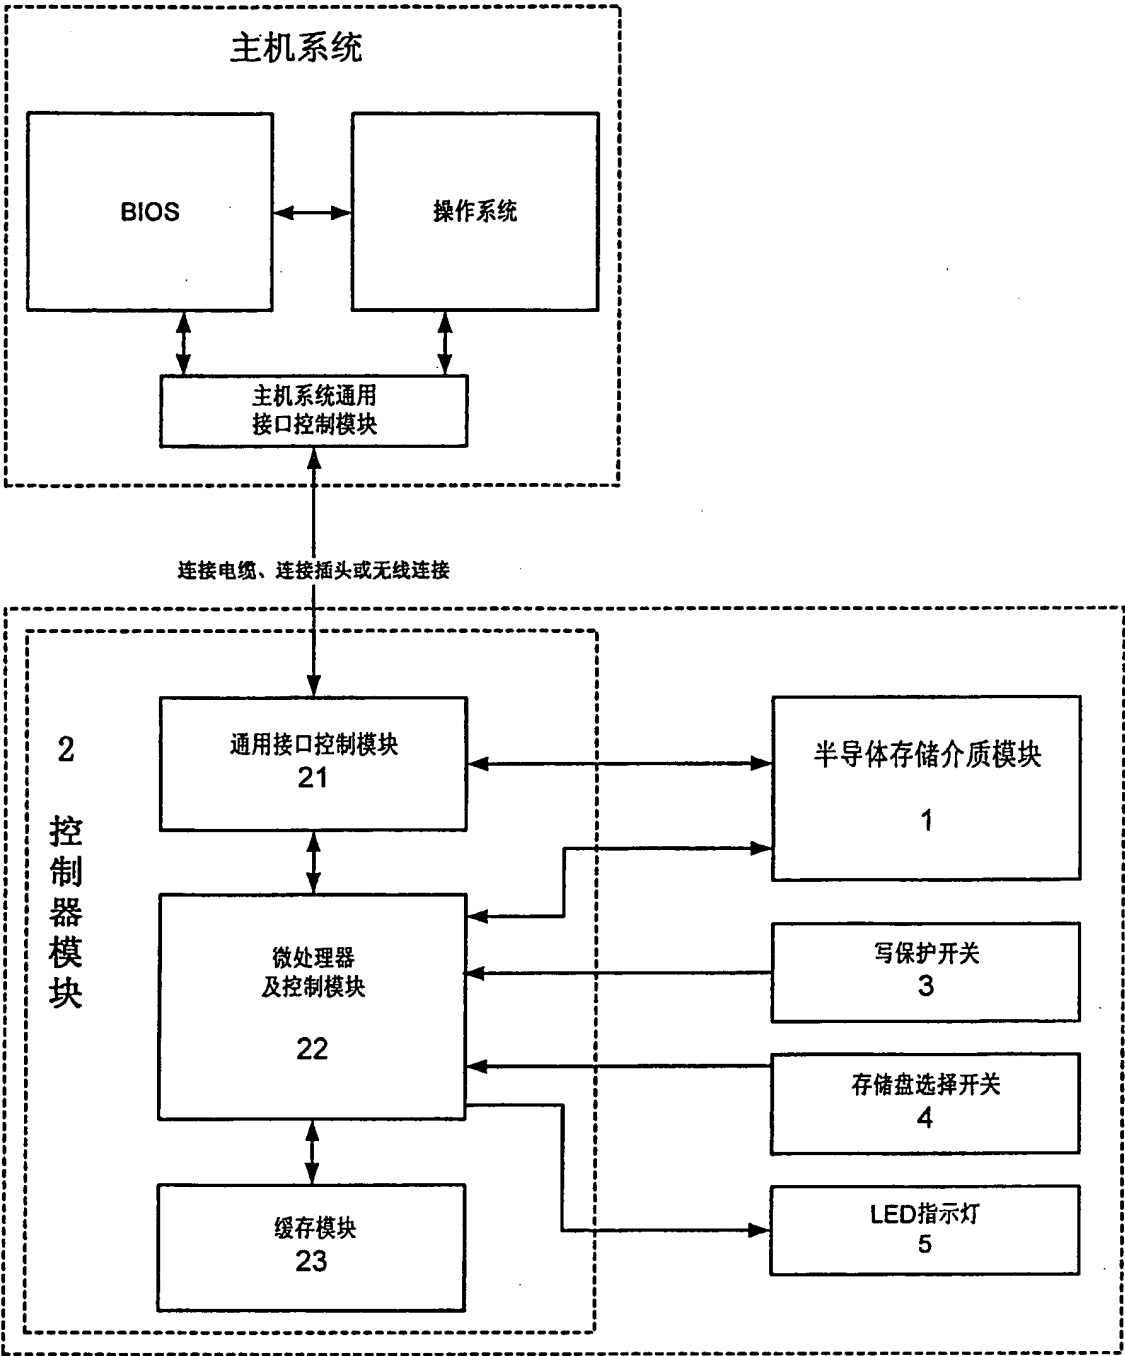 主机系统
BIOS
操作系统
主机系统通用
接口控制模块
连接电缆、连接插头或无线连接
2
控制器模块
通用接口控制模块
21
半导体存储介质模块
1
微处理器
及控制模块
22
写保护开关
3
存储盘选择开关
4
缓存模块
23
LED指示灯
5